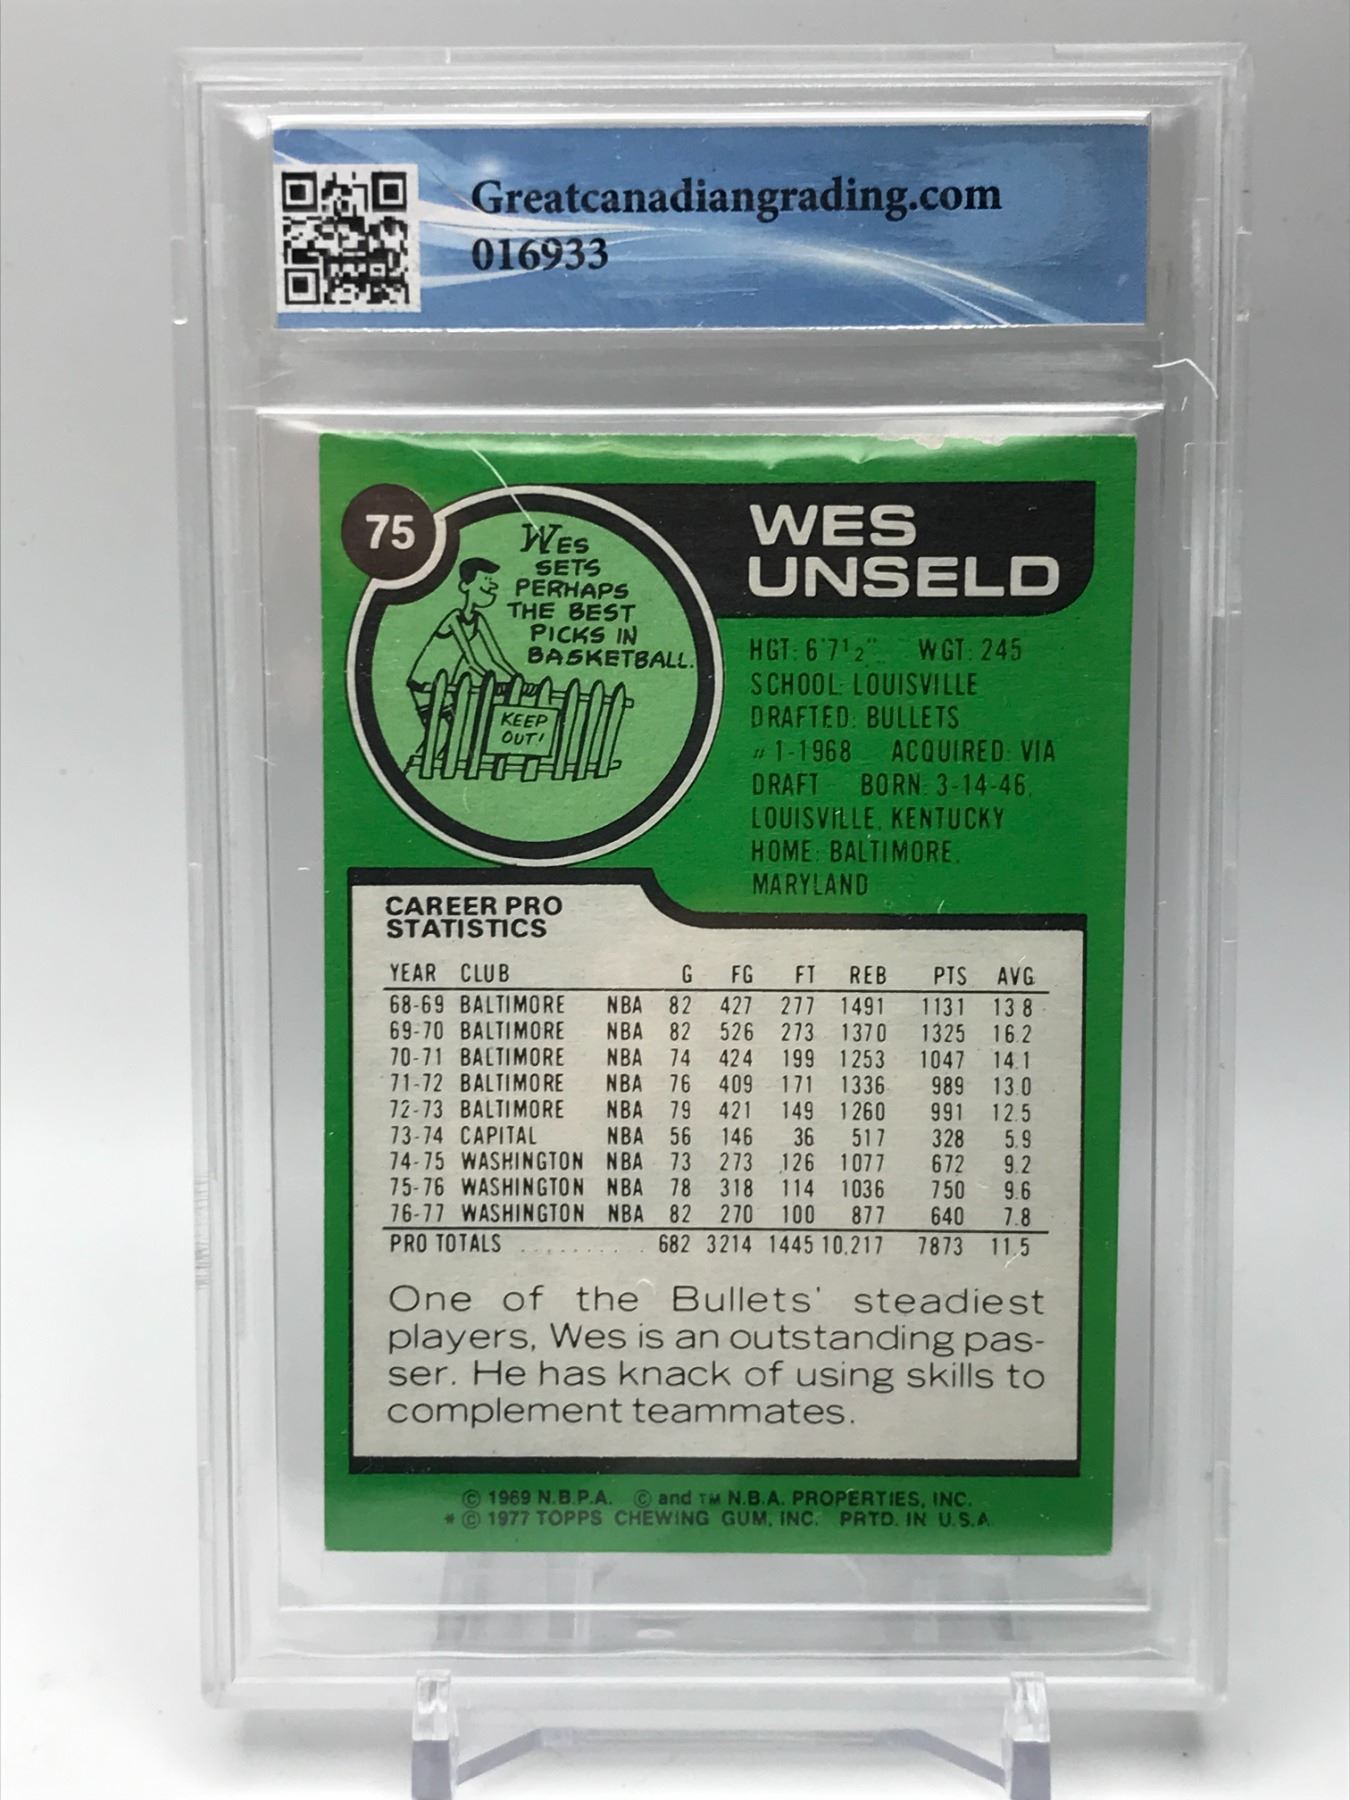 Greatcanadiangrading.com
016933
75
WES
SETS
PERHAPS
THE BEST
PICKS IN
BASKETBALL.
KEEP
OUT!
WES
UNSELD
HGT: 6'7½" WGT: 245
SCHOOL: LOUISVILLE
DRAFTED: BULLETS
#1-1968 ACQUIRED: VIA
DRAFT BORN: 3-14-46,
LOUISVILLE, KENTUCKY
HOME: BALTIMORE,
MARYLAND
CAREER PRO
STATISTICS
YEAR CLUB G FG FT REB PTS AVG
68-69 BALTIMORE NBA 82 427 277 1491 1131 13.8
69-70 BALTIMORE NBA 82 526 273 1370 1325 16.2
70-71 BALTIMORE NBA 74 424 199 1253 1047 14.1
71-72 BALTIMORE NBA 76 409 171 1336 989 13.0
72-73 BALTIMORE NBA 79 421 149 1260 991 12.5
73-74 CAPITAL NBA 56 146 36 517 328 5.9
74-75 WASHINGTON NBA 73 273 126 1077 672 9.2
75-76 WASHINGTON NBA 78 318 114 1036 750 9.6
76-77 WASHINGTON NBA 82 270 100 877 640 7.8
PRO TOTALS .......... 682 3214 1445 10,217 7873 11.5
One of the Bullets' steadiest
players, Wes is an outstanding pas-
ser. He has knack of using skills to
complement teammates.
© 1969 N.B.P.A. © and TM N.B.A. PROPERTIES, INC.
* © 1977 TOPPS CHEWING GUM, INC. PRTD. IN U.S.A.